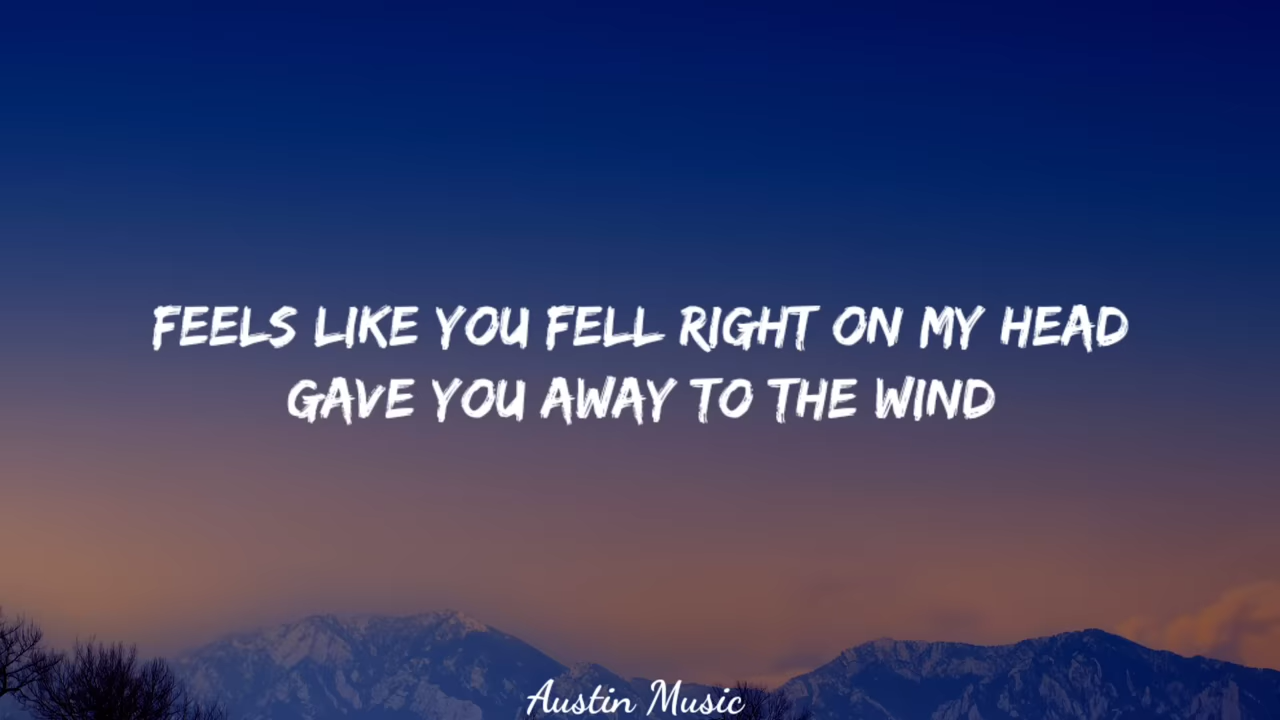 FEELS LIKE YOU FELL RIGHT ON MY HEAD
GAVE YOU AWAY TO THE WIND
Austin Music